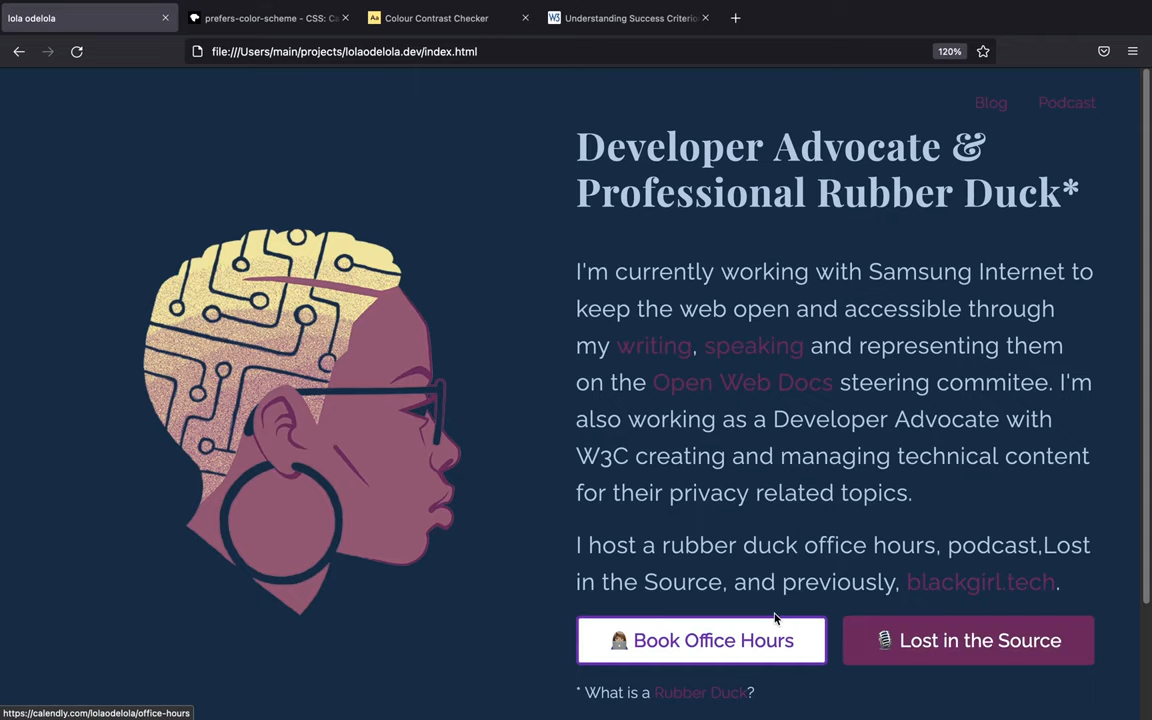 lola odelola
prefers-color-scheme - CSS: Ca
Colour Contrast Checker
Understanding Success Criterio
file:///Users/main/projects/lolaodelola.dev/index.html
120%
Blog
Podcast
Developer Advocate &
Professional Rubber Duck*
I'm currently working with Samsung Internet to
keep the web open and accessible through
my writing, speaking and representing them
on the Open Web Docs steering commitee. I'm
also working as a Developer Advocate with
W3C creating and managing technical content
for their privacy related topics.
I host a rubber duck office hours, podcast,Lost
in the Source, and previously, blackgirl.tech.
Book Office Hours
Lost in the Source
* What is a Rubber Duck?
https://calendly.com/lolaodelola/office-hours